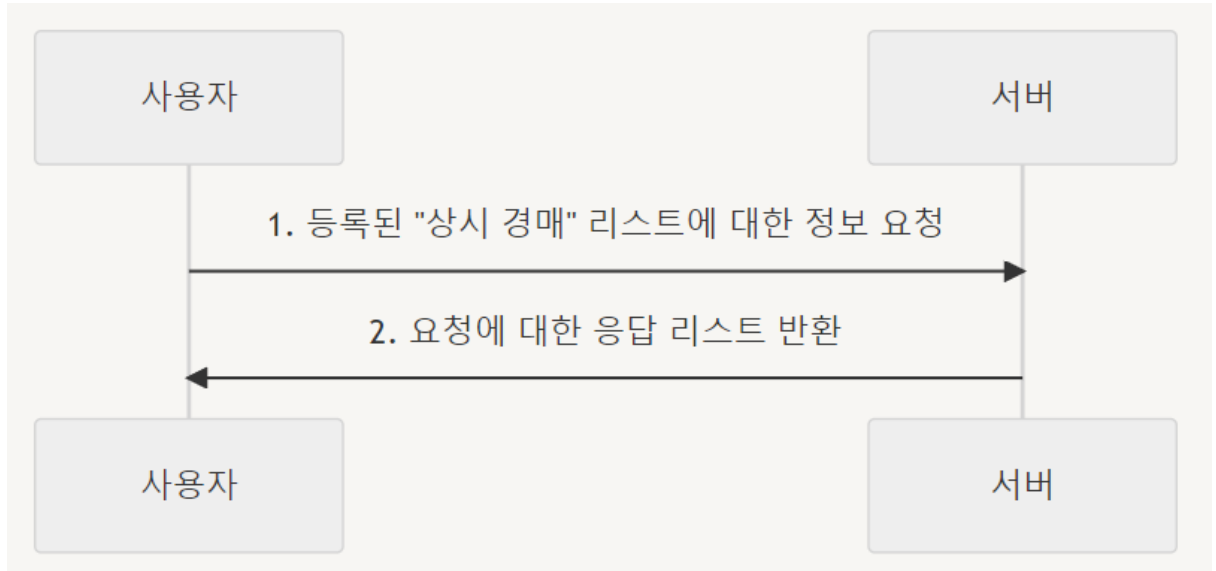 사용자 서버
1. 등록된 "상시 경매" 리스트에 대한 정보 요청
2. 요청에 대한 응답 리스트 반환
사용자 서버